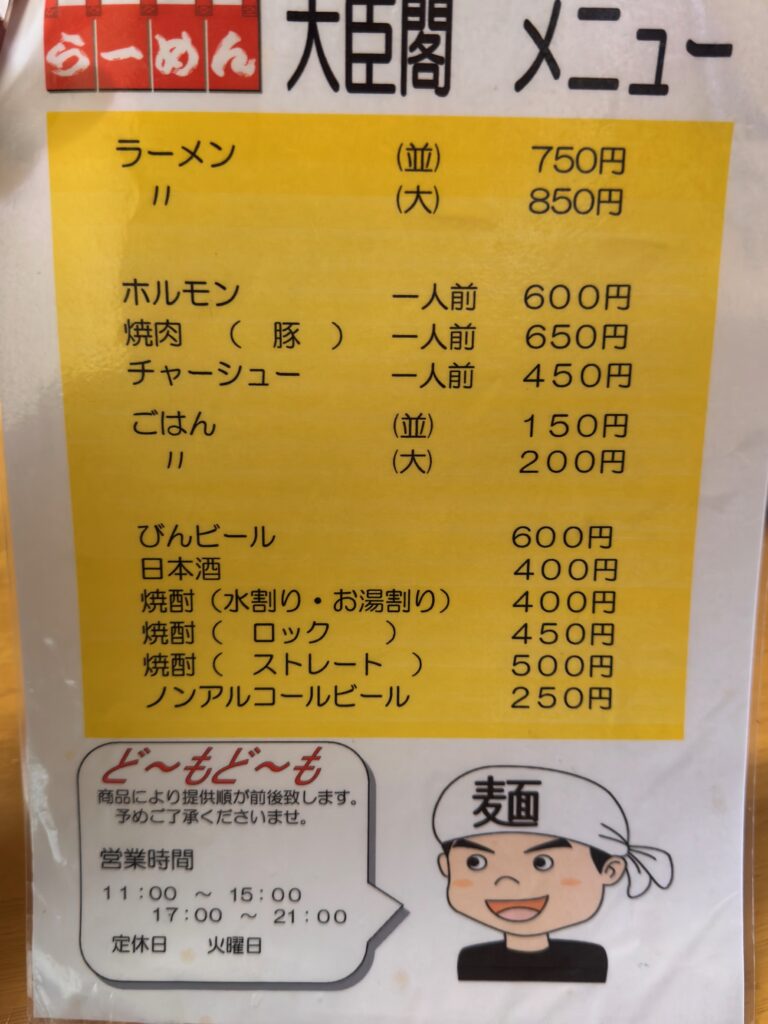 らーめん 大臣閣 メニュー
ラーメン (並) 750円
〃 (大) 850円
ホルモン 一人前 600円
焼肉 ( 豚 ) 一人前 650円
チャーシュー 一人前 450円
ごはん (並) 150円
〃 (大) 200円
びんビール 600円
日本酒 400円
焼酎(水割り・お湯割り) 400円
焼酎( ロック ) 450円
焼酎( ストレート ) 500円
ノンアルコールビール 250円
ど〜もど〜も
商品により提供順が前後致します。
予めご了承くださいませ。
営業時間
11:00 〜 15:00
17:00 〜 21:00
定休日 火曜日
麺